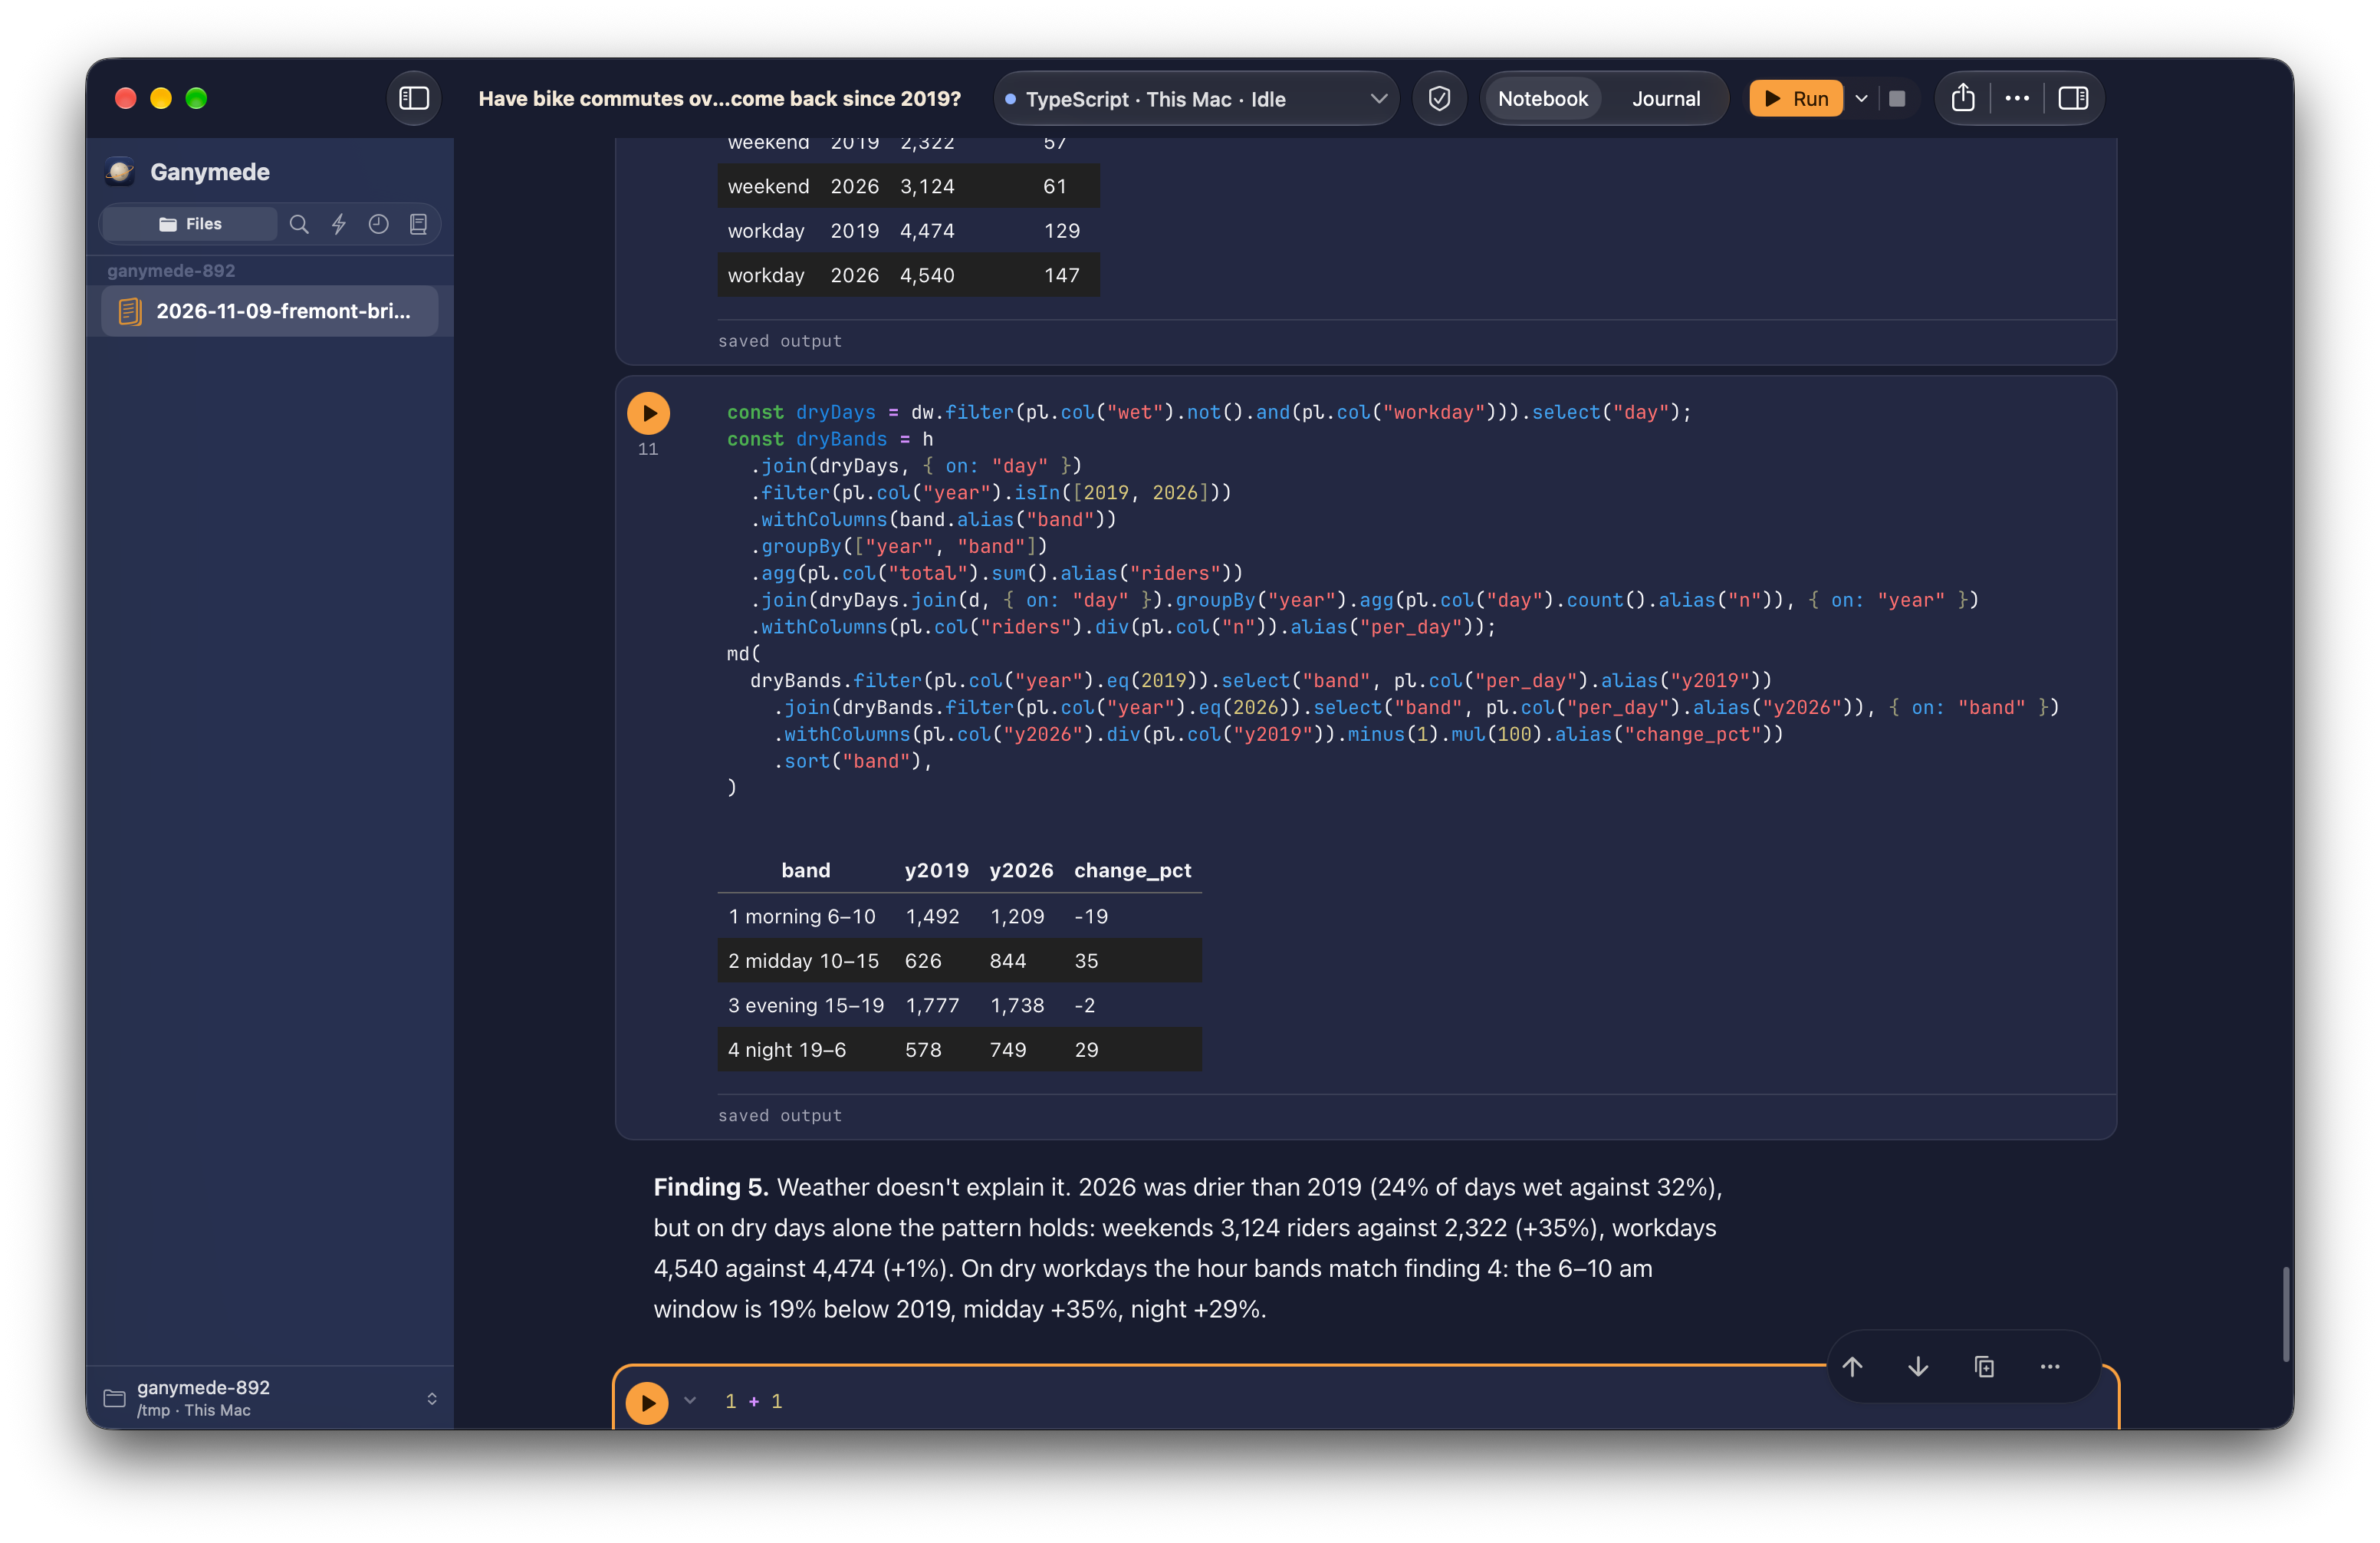 Have bike commutes ov...come back since 2019?
TypeScript · This Mac · Idle
Notebook
Journal
Run
Ganymede
Files
ganymede-892
2026-11-09-fremont-bri...
weekend 2019 2,322 57
weekend 2026 3,124 61
workday 2019 4,474 129
workday 2026 4,540 147
saved output
11
const dryDays = dw.filter(pl.col("wet").not().and(pl.col("workday"))).select("day");
const dryBands = h
.join(dryDays, { on: "day" })
.filter(pl.col("year").isIn([2019, 2026]))
.withColumns(band.alias("band"))
.groupBy(["year", "band"])
.agg(pl.col("total").sum().alias("riders"))
.join(dryDays.join(d, { on: "day" }).groupBy("year").agg(pl.col("day").count().alias("n")), { on: "year" })
.withColumns(pl.col("riders").div(pl.col("n")).alias("per_day"));
md(
dryBands.filter(pl.col("year").eq(2019)).select("band", pl.col("per_day").alias("y2019"))
.join(dryBands.filter(pl.col("year").eq(2026)).select("band", pl.col("per_day").alias("y2026")), { on: "band" })
.withColumns(pl.col("y2026").div(pl.col("y2019")).minus(1).mul(100).alias("change_pct"))
.sort("band"),
)
band y2019 y2026 change_pct
1 morning 6–10 1,492 1,209 -19
2 midday 10–15 626 844 35
3 evening 15–19 1,777 1,738 -2
4 night 19–6 578 749 29
saved output
Finding 5. Weather doesn't explain it. 2026 was drier than 2019 (24% of days wet against 32%),
but on dry days alone the pattern holds: weekends 3,124 riders against 2,322 (+35%), workdays
4,540 against 4,474 (+1%). On dry workdays the hour bands match finding 4: the 6–10 am
window is 19% below 2019, midday +35%, night +29%.
1 + 1
ganymede-892
/tmp · This Mac